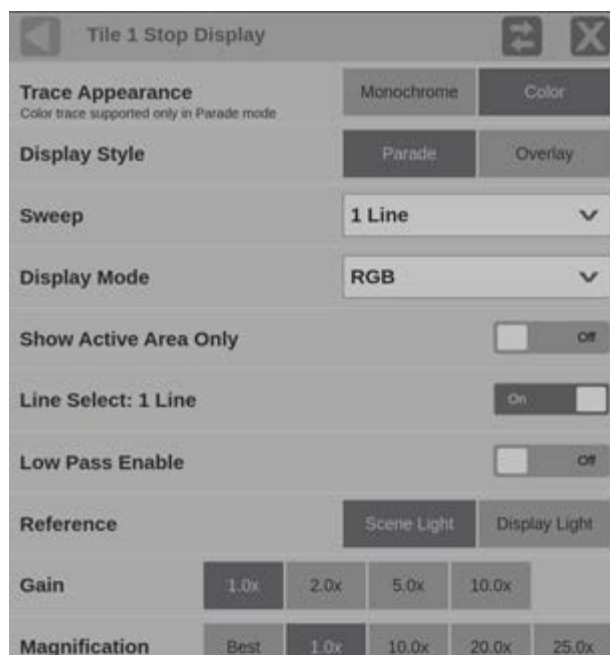 Tile 1 Stop Display
Trace Appearance Monochrome Color
Color trace supported only in Parade mode
Display Style Parade Overlay
Sweep 1 Line
Display Mode RGB
Show Active Area Only Off
Line Select: 1 Line On
Low Pass Enable Off
Reference Scene Light Display Light
Gain 1.0x 2.0x 5.0x 10.0x
Magnification Best 1.0x 10.0x 20.0x 25.0x